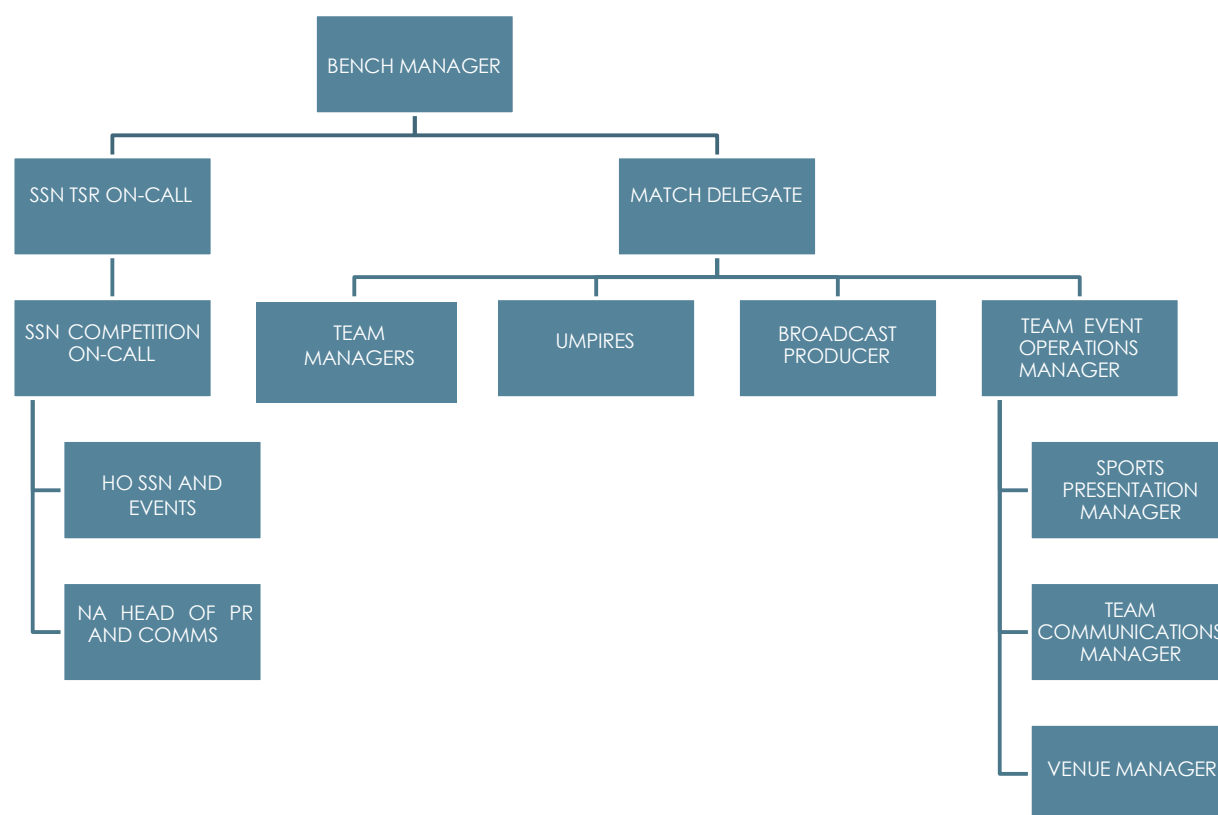 BENCH MANAGER
SSN TSR ON-CALL
MATCH DELEGATE
SSN COMPETITION
ON-CALL
TEAM
MANAGERS
UMPIRES
BROADCAST
PRODUCER
TEAM EVENT
OPERATIONS
MANAGER
HO SSN AND
EVENTS
SPORTS
PRESENTATION
MANAGER
NA HEAD OF PR
AND COMMS
TEAM
COMMUNICATIONS
MANAGER
VENUE MANAGER